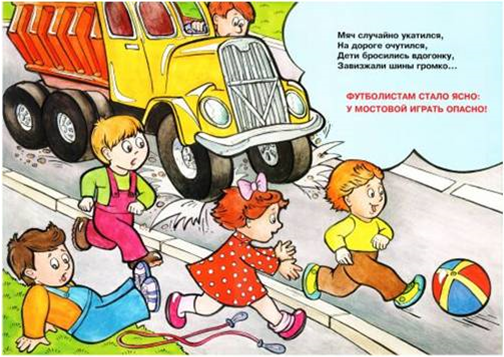 Мяч случайно укатился,
На дороге очутился,
Дети бросились вдогонку,
Завизжали шины громко...
ФУТБОЛИСТАМ СТАЛО ЯСНО:
У МОСТОВОЙ ИГРАТЬ ОПАСНО!